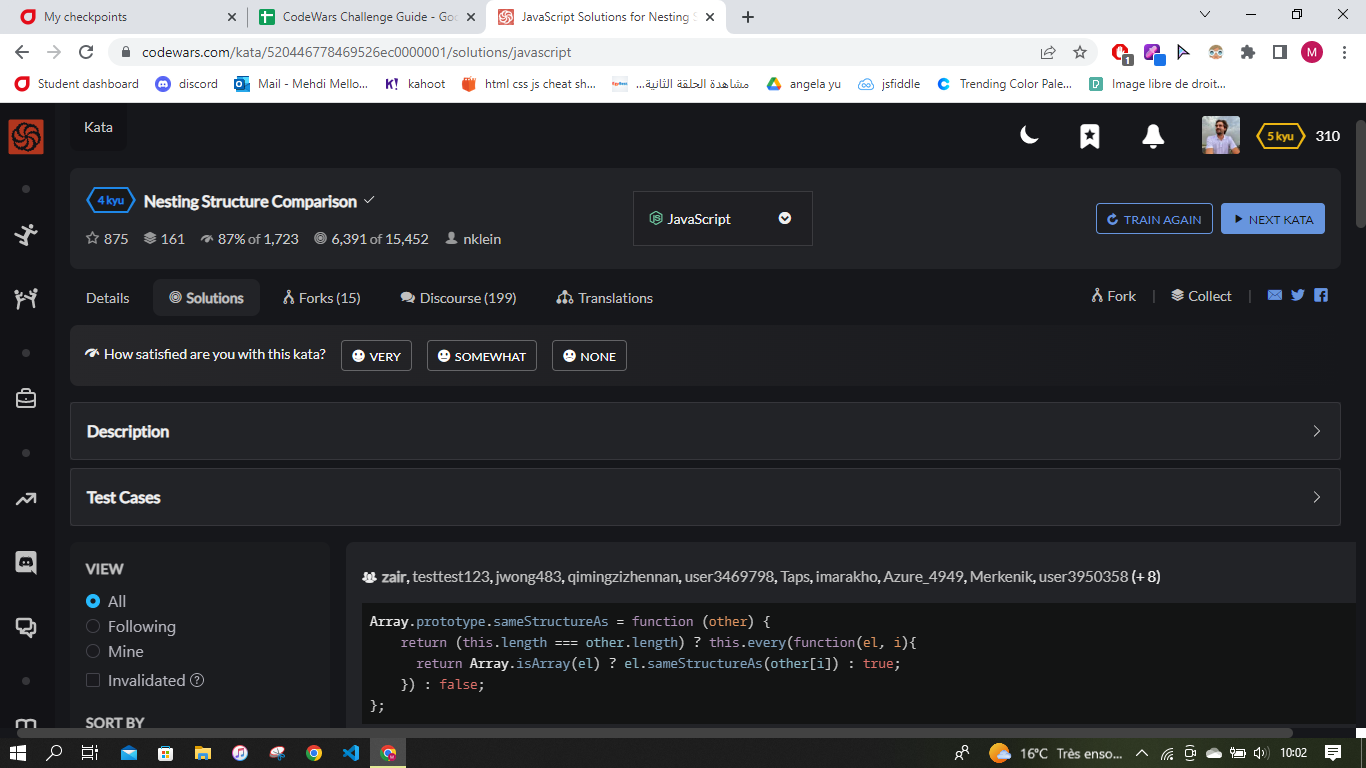 My checkpoints
CodeWars Challenge Guide - Goo
JavaScript Solutions for Nesting S
codewars.com/kata/520446778469526ec0000001/solutions/javascript
1
M
Student dashboard
discord
Mail - Mehdi Mello...
K!
kahoot
html css js cheat sh...
مشاهدة الحلقة الثانية...
angela yu
jsfiddle
Trending Color Pale...
Image libre de droit...
Kata
5 kyu
310
4 kyu
Nesting Structure Comparison
JavaScript
TRAIN AGAIN
NEXT KATA
875
161
87% of 1,723
6,391 of 15,452
nklein
Details
Solutions
Forks (15)
Discourse (199)
Translations
Fork
|
Collect
|
How satisfied are you with this kata?
VERY
SOMEWHAT
NONE
Description
Test Cases
VIEW
All
Following
Mine
Invalidated
SORT BY
zair, testtest123, jwong483, qimingzizhennan, user3469798, Taps, imarakho, Azure_4949, Merkenik, user3950358 (+ 8)
Array.prototype.sameStructureAs = function (other) {
return (this.length === other.length) ? this.every(function(el, i){
return Array.isArray(el) ? el.sameStructureAs(other[i]) : true;
}) : false;
};
16°C Très enso...
10:02